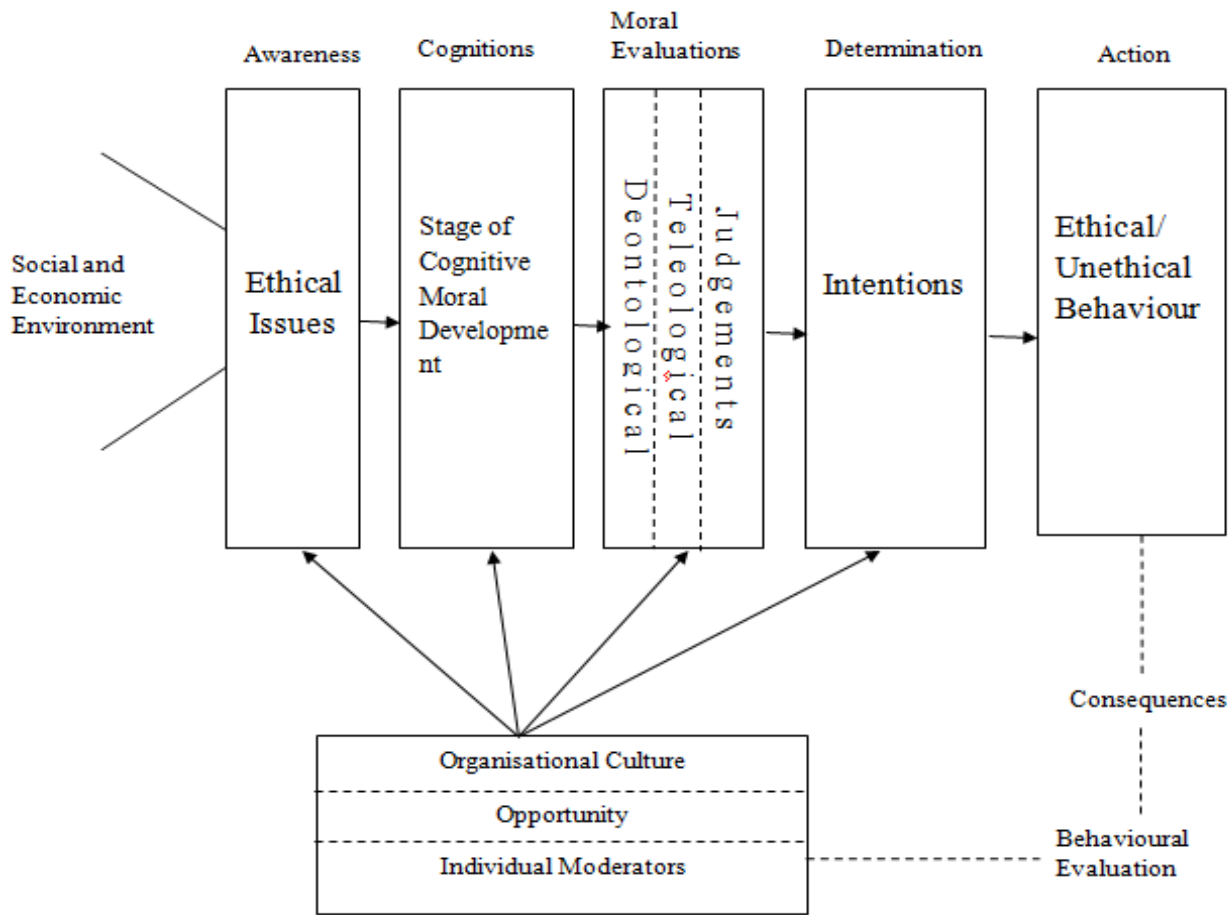 Awareness
Cognitions
Moral
Evaluations
Determination
Action
Social and
Economic
Environment
Ethical
Issues
Stage of
Cognitive
Moral
Developme
nt
Deontological
Teleological
Judgements
Intentions
Ethical/
Unethical
Behaviour
Organisational Culture
Opportunity
Individual Moderators
Consequences
Behavioural
Evaluation